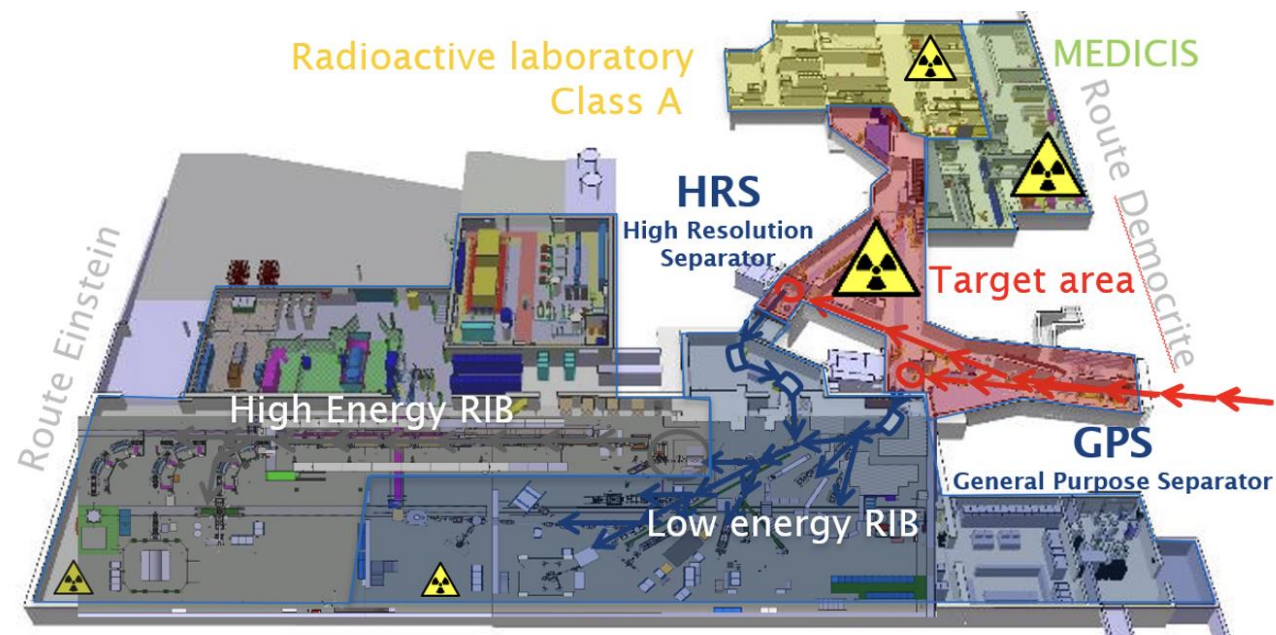 Radioactive laboratory
Class A
MEDICIS
Route Democrite
HRS
High Resolution
Separator
Target area
Route Einstein
High Energy RIB
GPS
General Purpose Separator
Low energy RIB